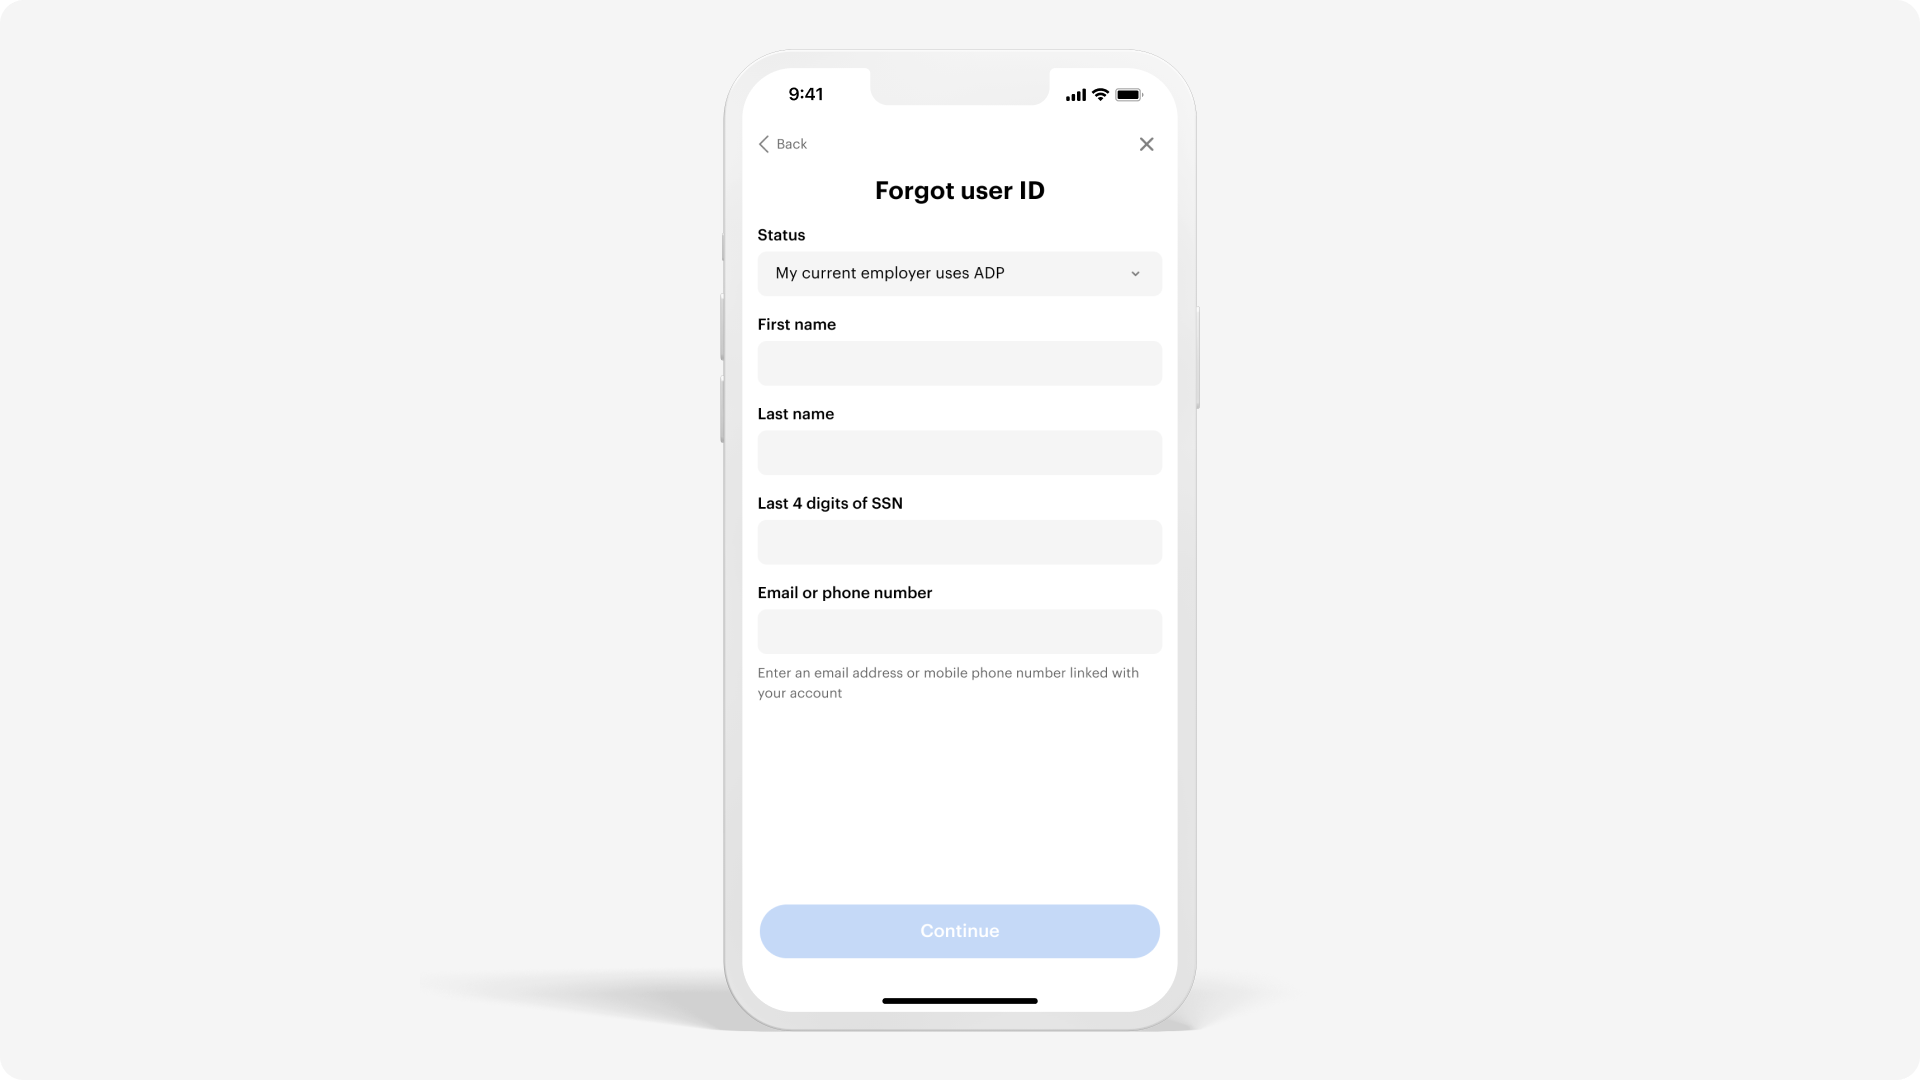 9:41
Back
Forgot user ID
Status
My current employer uses ADP
First name
Last name
Last 4 digits of SSN
Email or phone number
Enter an email address or mobile phone number linked with
your account
Continue